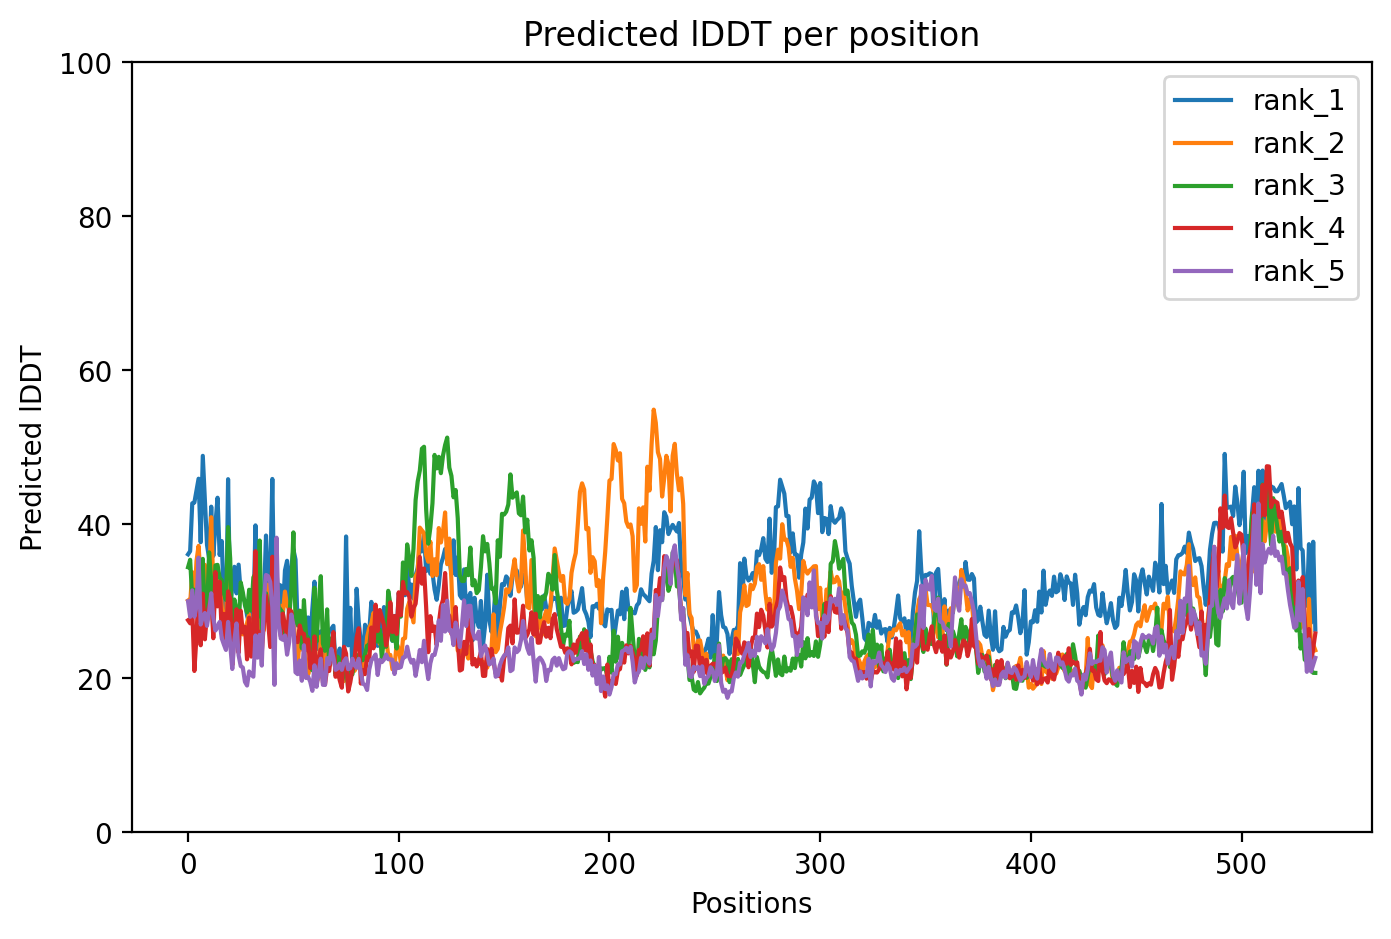 Predicted lDDT per position
100
80
60
40
20
0
Predicted lDDT
0 100 200 300 400 500
Positions
rank_1
rank_2
rank_3
rank_4
rank_5